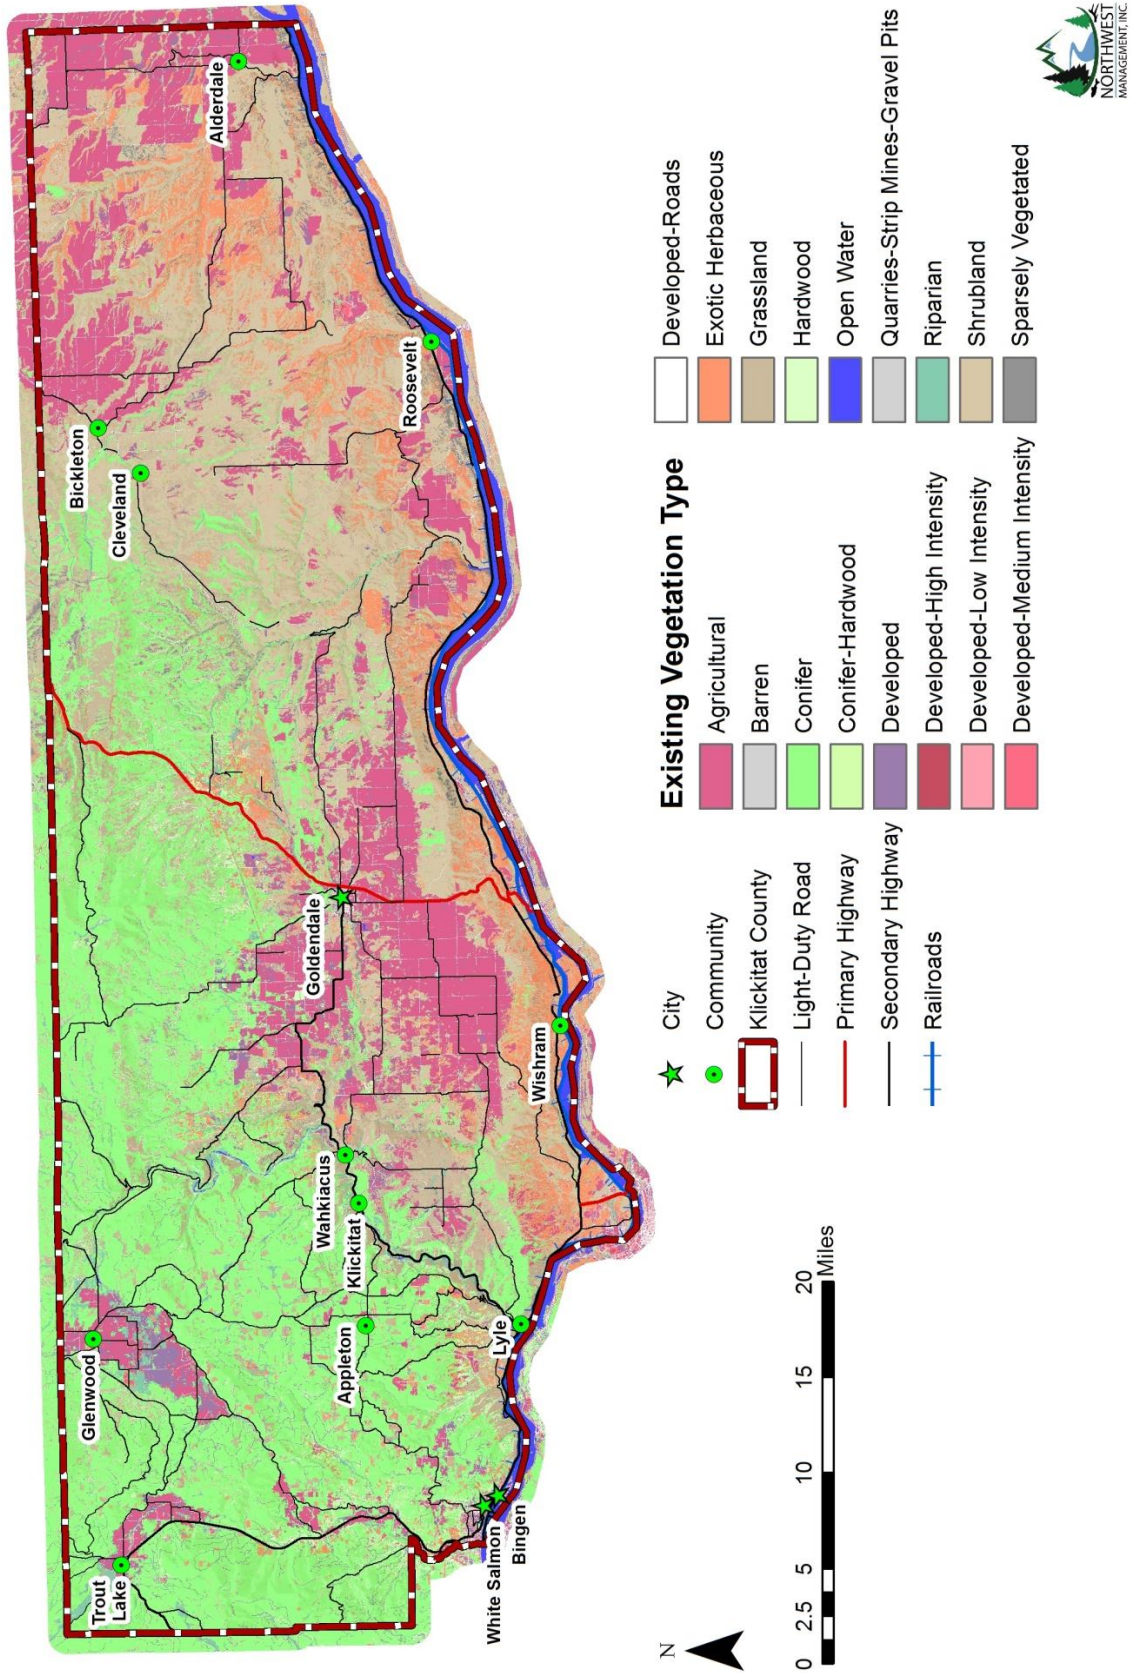 Alderdale
Bickleton
Cleveland
Roosevelt
Goldendale
Wishram
Wahkiacus
Klickitat
Glenwood
Appleton
Lyle
Trout
Lake
White Salmon
Bingen
N
0 2.5 5 10 15 20
Miles
City
Community
Klickitat County
Light-Duty Road
Primary Highway
Secondary Highway
Railroads
Existing Vegetation Type
Agricultural
Barren
Conifer
Conifer-Hardwood
Developed
Developed-High Intensity
Developed-Low Intensity
Developed-Medium Intensity
Developed-Roads
Exotic Herbaceous
Grassland
Hardwood
Open Water
Quarries-Strip Mines-Gravel Pits
Riparian
Shrubland
Sparsely Vegetated
NORTHWEST
MANAGEMENT, INC.